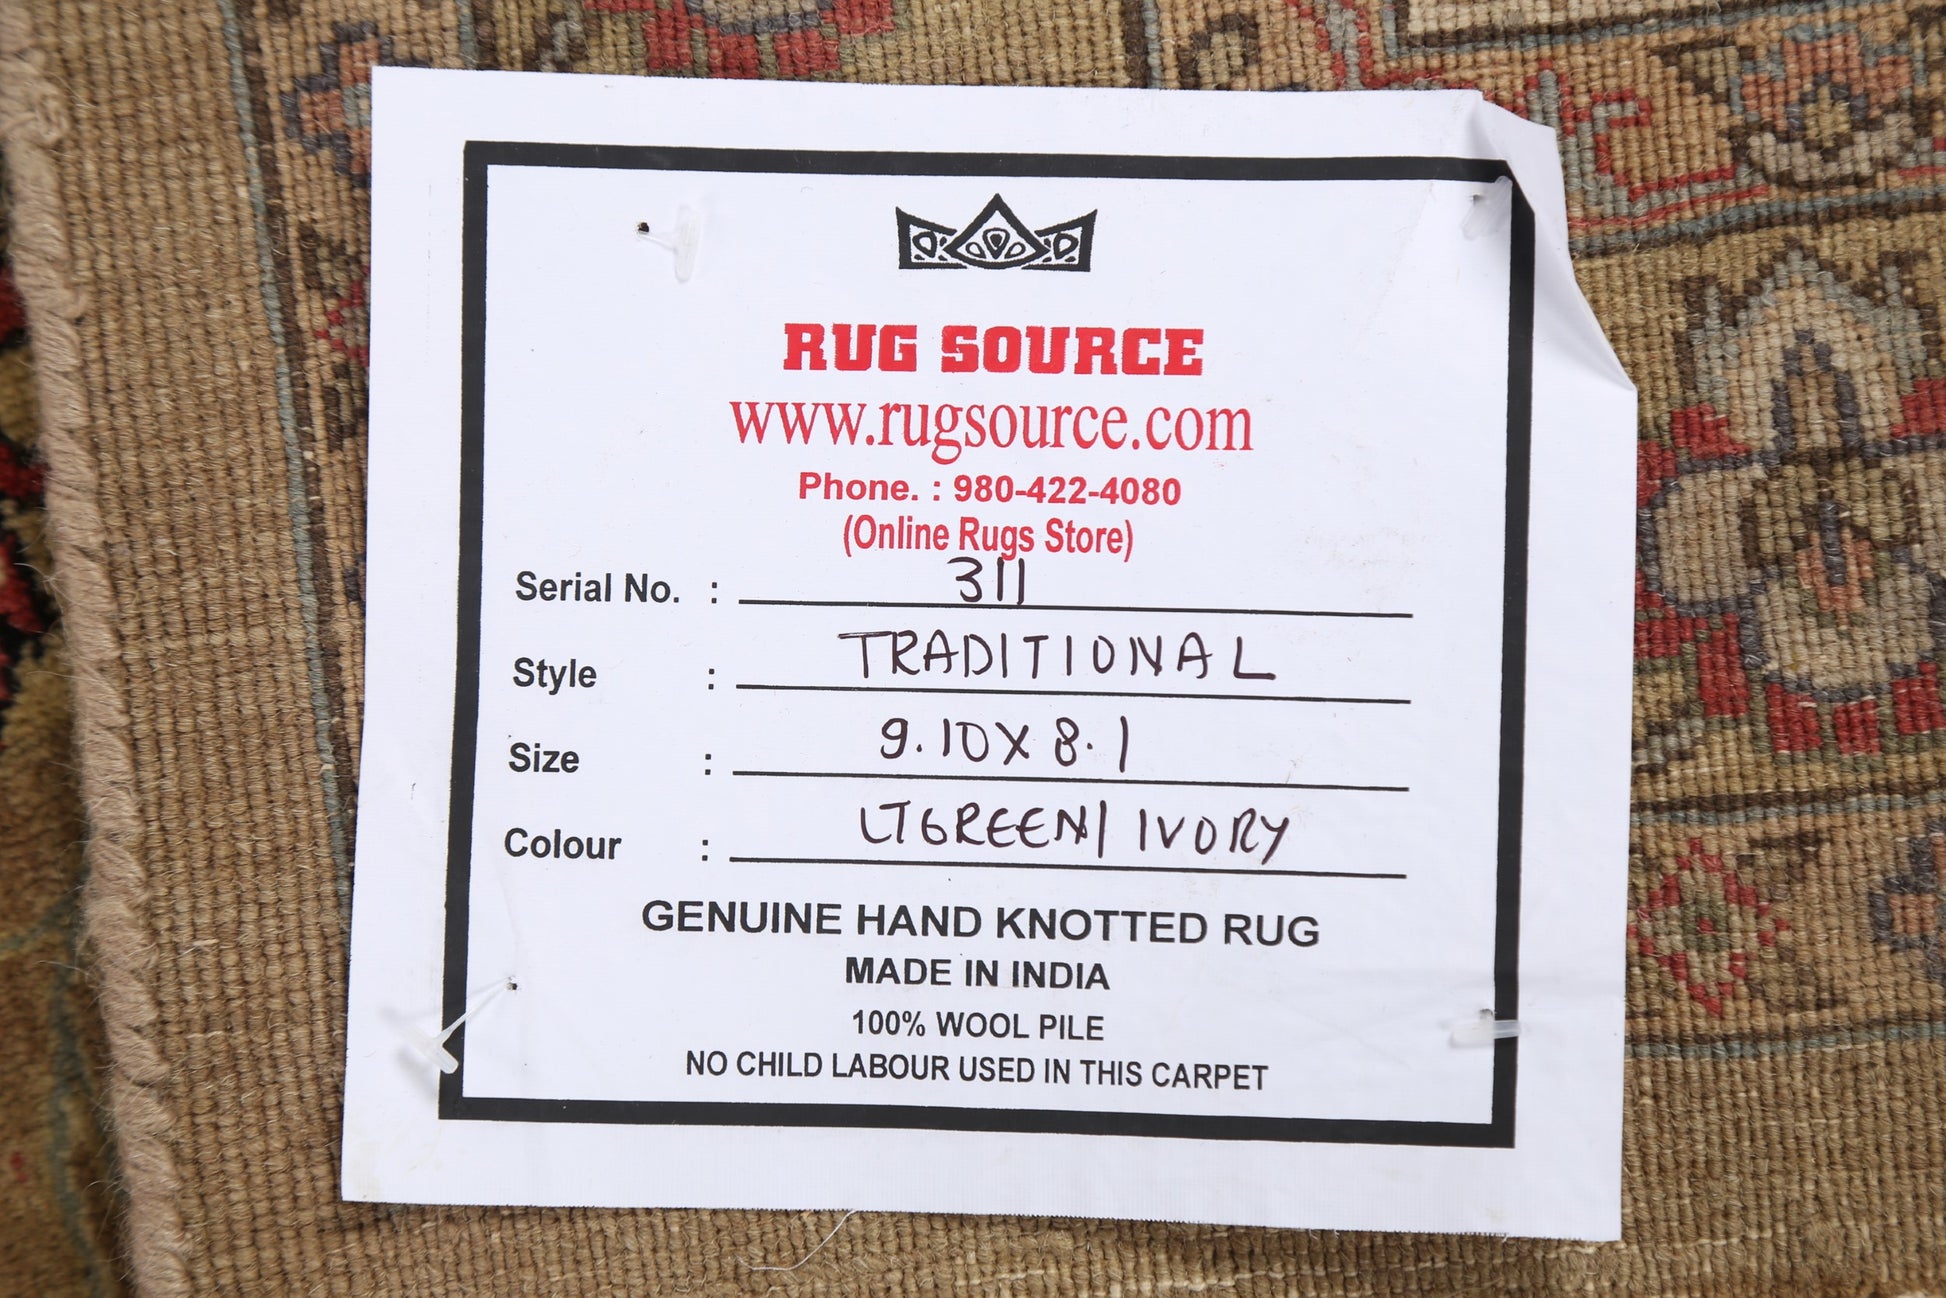 RUG SOURCE
www.rugsource.com
Phone. : 980-422-4080
(Online Rugs Store)
Serial No. : 311
Style : TRADITIONAL
Size : 9.10 X 8.1
Colour : LTGREEN/ IVORY
GENUINE HAND KNOTTED RUG
MADE IN INDIA
100% WOOL PILE
NO CHILD LABOUR USED IN THIS CARPET